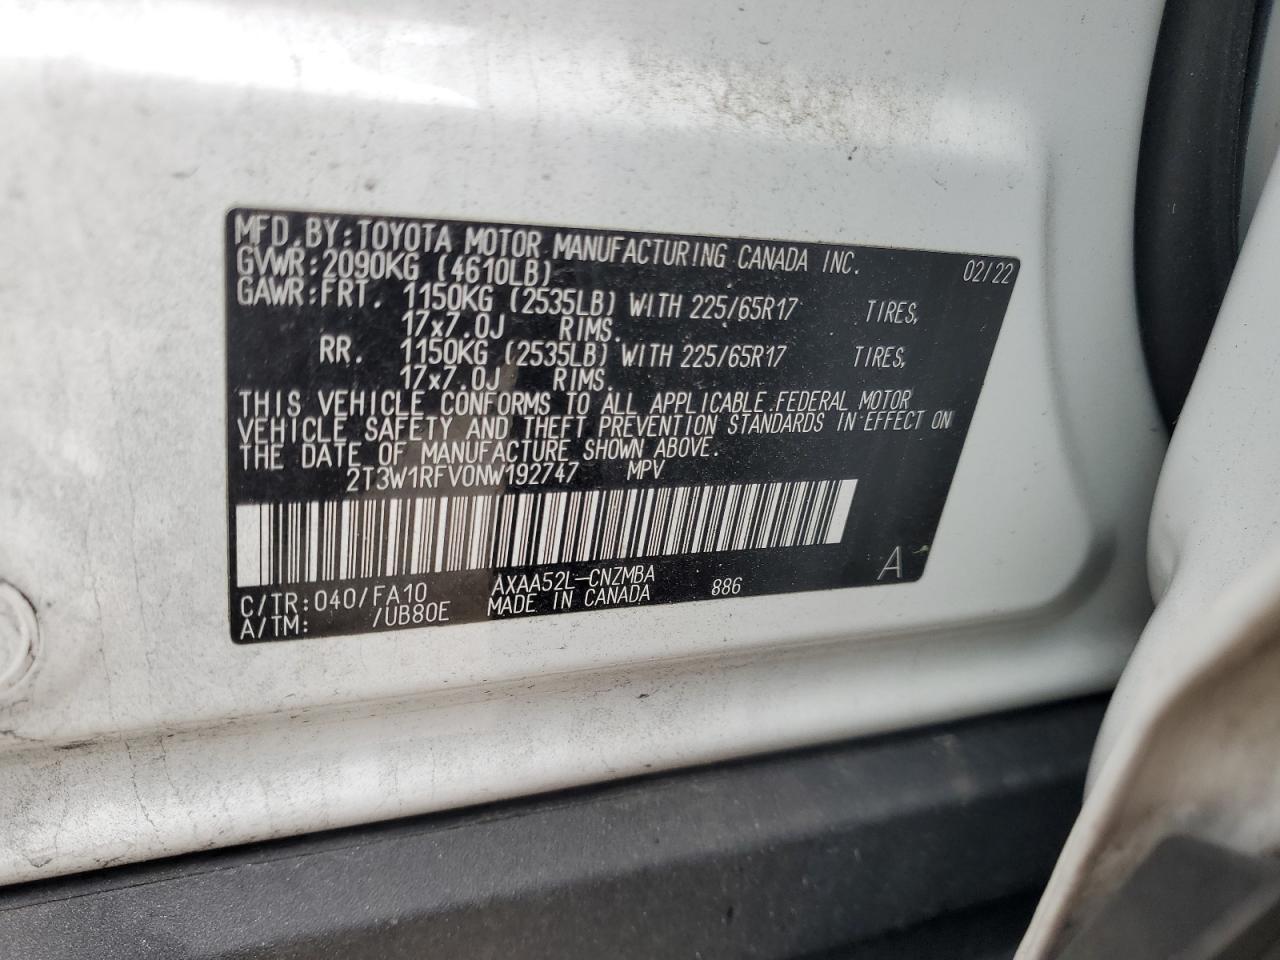 MFD.BY:TOYOTA MOTOR MANUFACTURING CANADA INC. 02/22
GVWR:2090KG (4610LB)
GAWR:FRT. 1150KG (2535LB) WITH 225/65R17 TIRES,
17x7.0J RIMS.
RR. 1150KG (2535LB) WITH 225/65R17 TIRES,
17x7.0J RIMS.
THIS VEHICLE CONFORMS TO ALL APPLICABLE FEDERAL MOTOR
VEHICLE SAFETY AND THEFT PREVENTION STANDARDS IN EFFECT ON
THE DATE OF MANUFACTURE SHOWN ABOVE.
2T3W1RFV0NW192747 MPV
C/TR:040/FA10 AXAA52L-CNZMBA 886 A
A/TM: /UB80E MADE IN CANADA